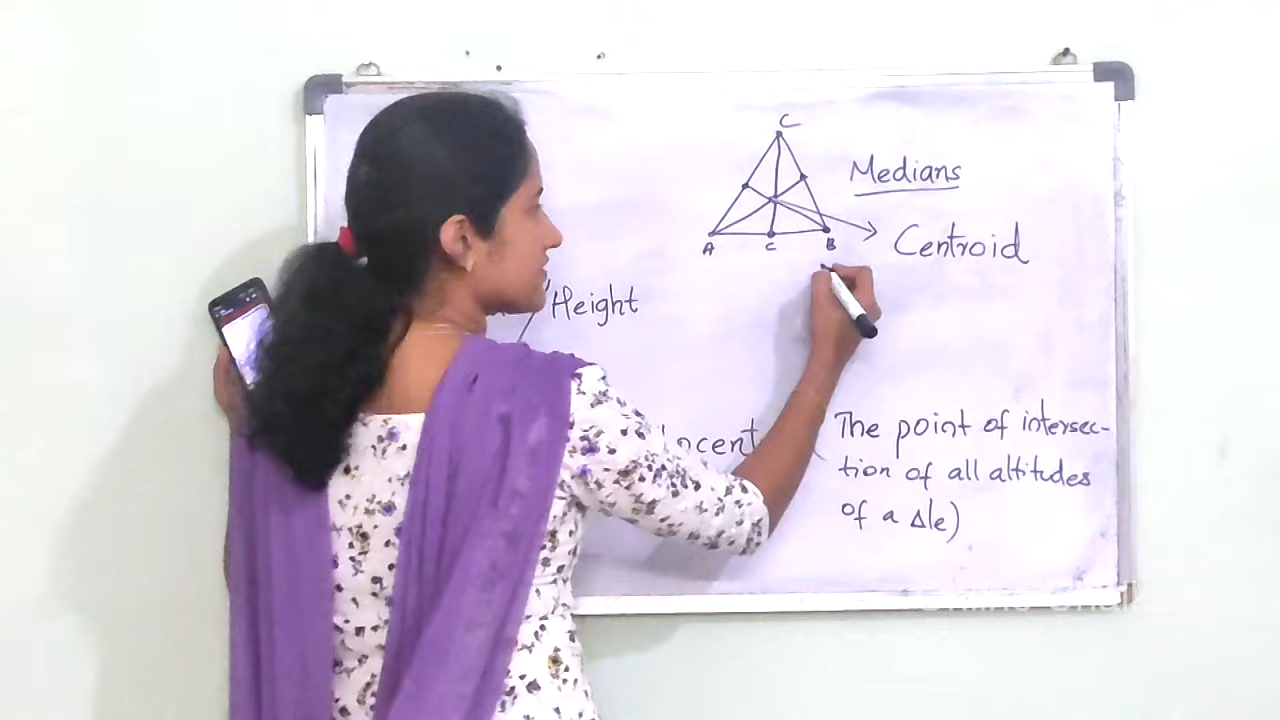 C
Medians
A
C
B
Centroid
Height
The point of intersec-
tion of all altitudes
of a Δle)